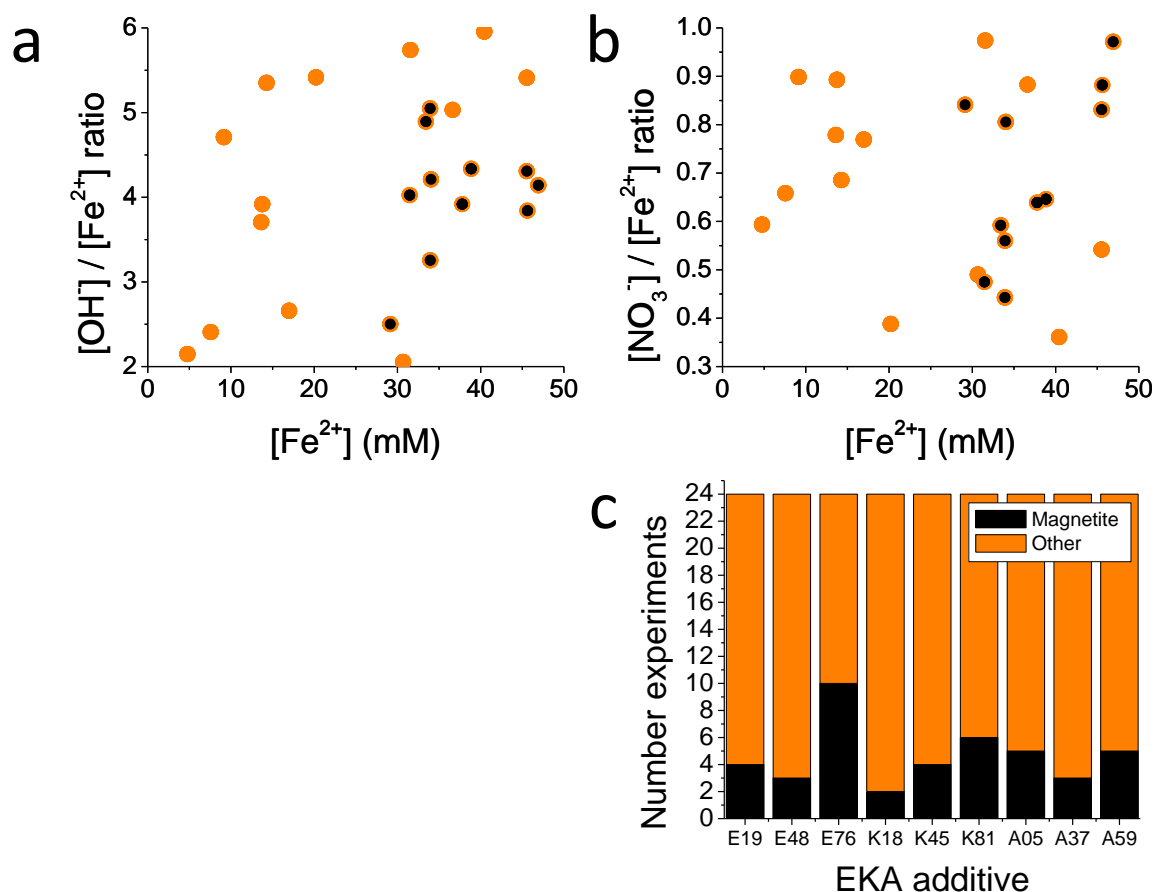 a
6
5
4
3
2
[OH⁻] / [Fe²⁺] ratio
0 10 20 30 40 50
[Fe²⁺] (mM)
b
1.0
0.9
0.8
0.7
0.6
0.5
0.4
0.3
[NO₃⁻] / [Fe²⁺] ratio
0 10 20 30 40 50
[Fe²⁺] (mM)
c
24
22
20
18
16
14
12
10
8
6
4
2
0
Number experiments
Magnetite
Other
E19 E48 E76 K18 K45 K81 A05 A37 A59
EKA additive